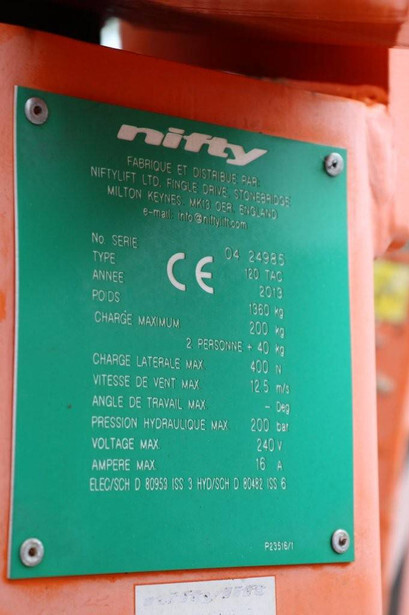 nifty
FABRIQUE ET DISTRIBUE PAR:
NIFTYLIFT LTD, FINGLE DRIVE, STONEBRIDGE,
MILTON KEYNES, MK13 OER, ENGLAND
e-mail: info@niftylift.com
No SERIE 04 24985
TYPE 120 TAC
CE
ANNEE 2013
POIDS 1360 kg
CHARGE MAXIMUM 200 kg
2 PERSONNE + 40 kg
CHARGE LATERALE MAX. 400 N
VITESSE DE VENT MAX. 12.5 m/s
ANGLE DE TRAVAIL MAX. - Deg
PRESSION HYDRAULIQUE MAX. 200 bar
VOLTAGE MAX. 240 V
AMPERE MAX. 16 A
ELEC/SCH D 80953 ISS 3 HYD/SCH D 80482 ISS 6
P23516/1